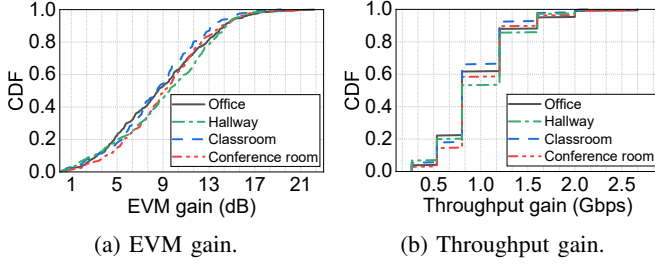 CDF
1.0
0.8
0.6
0.4
0.2
0.0
Office
Hallway
Classroom
Conference room
1 5 9 13 17 21
EVM gain (dB)
(a) EVM gain.
CDF
1.0
0.8
0.6
0.4
0.2
0.0
Office
Hallway
Classroom
Conference room
0.5 1.0 1.6 2.0 2.6
Throughput gain (Gbps)
(b) Throughput gain.